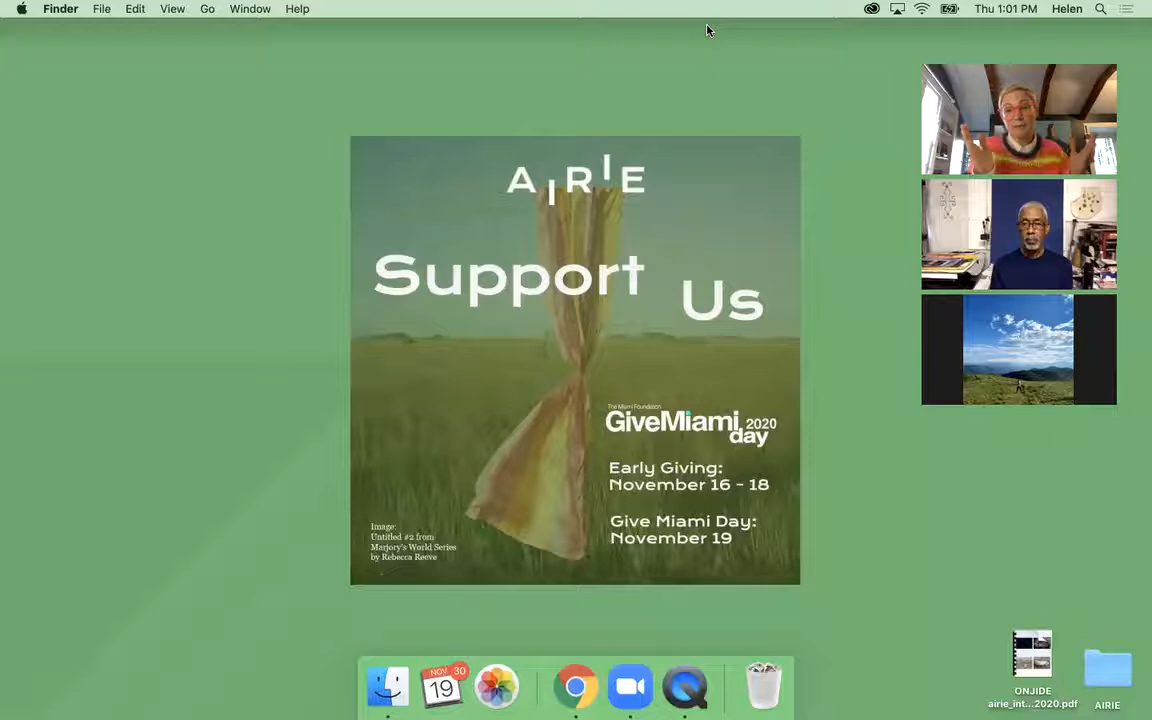 Finder File Edit View Go Window Help Thu 1:01 PM Helen
AIRIE
Support Us
The Miami Foundation
GiveMiami 2020
day
Early Giving:
November 16 - 18
Give Miami Day:
November 19
Image:
Untitled #2 from
Marjory's World Series
by Rebecca Reeve
NOV 30
19
ONJIDE
airie_int...2020.pdf
AIRIE